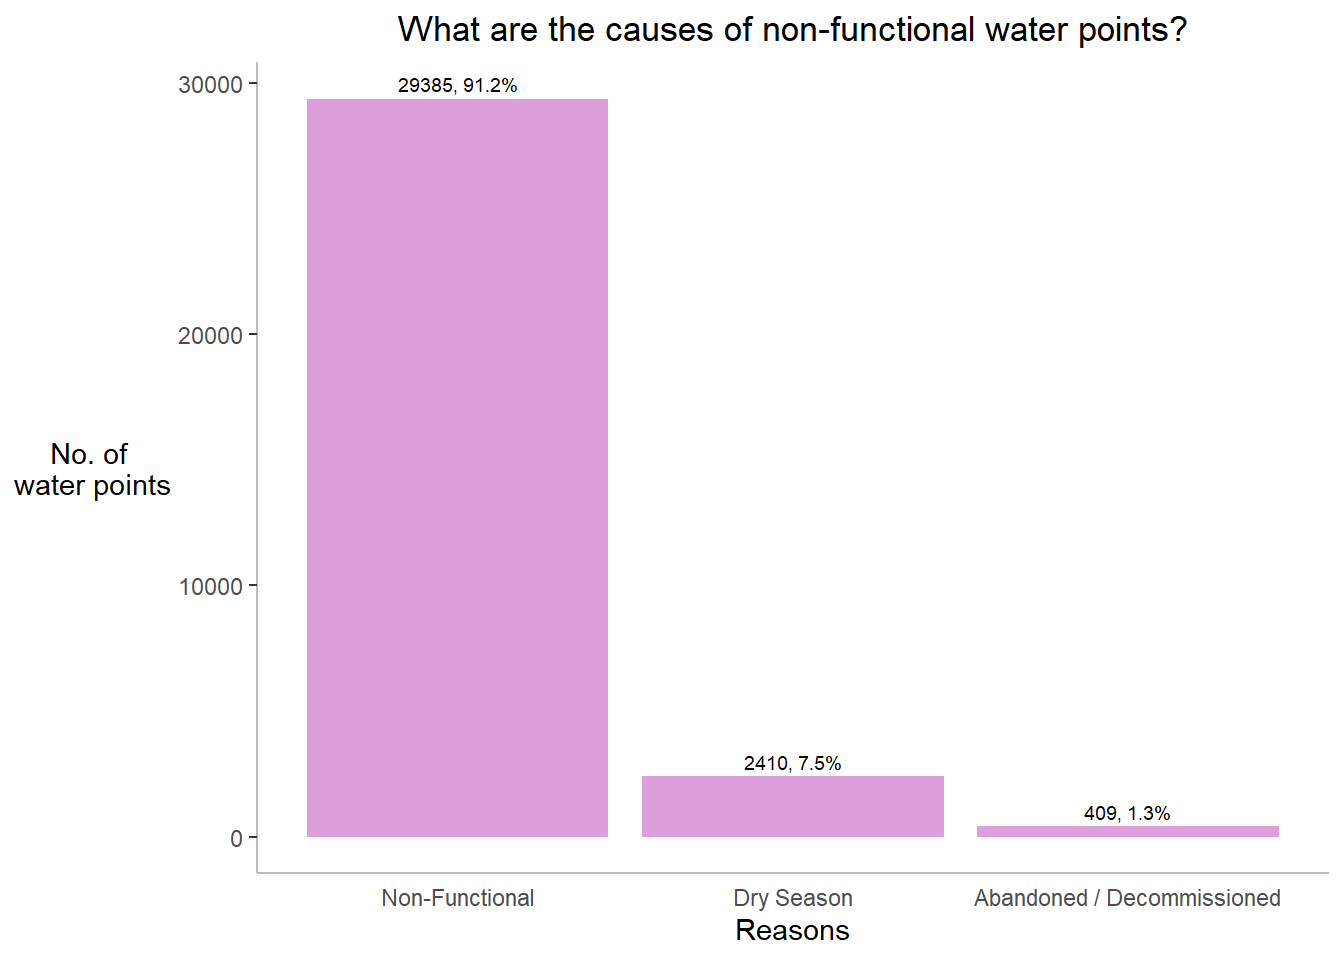 What are the causes of non-functional water points?
29385, 91.2%
30000
20000
No. of
water points
10000
2410, 7.5%
409, 1.3%
0
Non-Functional
Dry Season
Abandoned / Decommissioned
Reasons